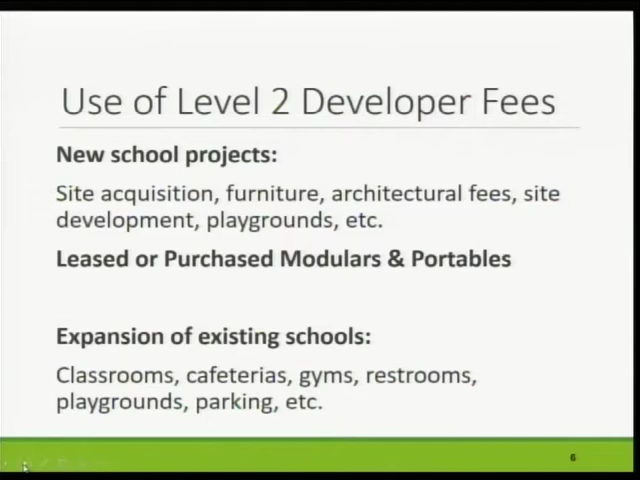 Use of Level 2 Developer Fees
New school projects:
Site acquisition, furniture, architectural fees, site
development, playgrounds, etc.
Leased or Purchased Modulars & Portables
Expansion of existing schools:
Classrooms, cafeterias, gyms, restrooms,
playgrounds, parking, etc.
6